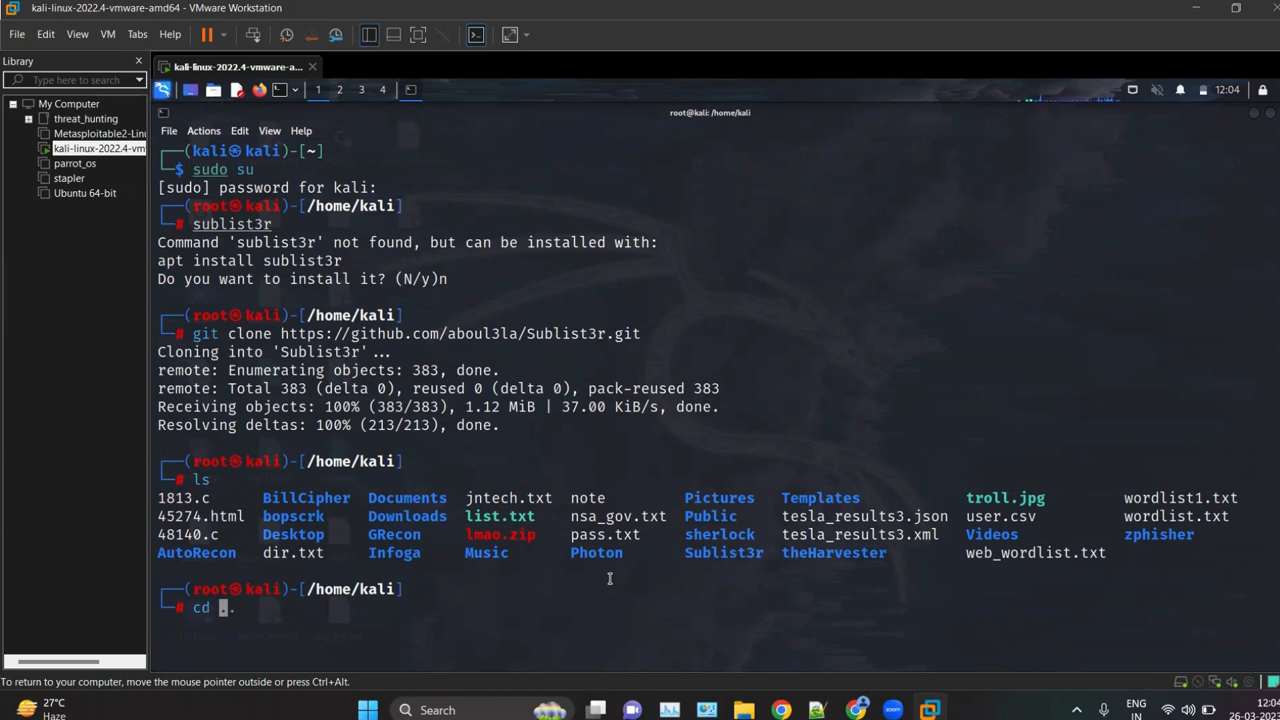 kali-linux-2022.4-vmware-amd64 - VMware Workstation
File Edit View VM Tabs Help
Library
Type here to search
My Computer
threat_hunting
Metasploitable2-Linu
kali-linux-2022.4-vm
parrot_os
stapler
Ubuntu 64-bit
kali-linux-2022.4-vmware-a...
1 2 3 4
12:04
root@kali: /home/kali
File Actions Edit View Help
┌──(kali㉿kali)-[~]
└─$ sudo su
[sudo] password for kali:
┌──(root㉿kali)-[/home/kali]
└─# sublist3r
Command 'sublist3r' not found, but can be installed with:
apt install sublist3r
Do you want to install it? (N/y)n
┌──(root㉿kali)-[/home/kali]
└─# git clone https://github.com/aboul3la/Sublist3r.git
Cloning into 'Sublist3r'...
remote: Enumerating objects: 383, done.
remote: Total 383 (delta 0), reused 0 (delta 0), pack-reused 383
Receiving objects: 100% (383/383), 1.12 MiB | 37.00 KiB/s, done.
Resolving deltas: 100% (213/213), done.
┌──(root㉿kali)-[/home/kali]
└─# ls
1813.c BillCipher Documents jntech.txt note Pictures Templates troll.jpg wordlist1.txt
45274.html bopscrk Downloads list.txt nsa_gov.txt Public tesla_results3.json user.csv wordlist.txt
48140.c Desktop GRecon lmao.zip pass.txt sherlock tesla_results3.xml Videos zphisher
AutoRecon dir.txt Infoga Music Photon Sublist3r theHarvester web_wordlist.txt
┌──(root㉿kali)-[/home/kali]
└─# cd ..
To return to your computer, move the mouse pointer outside or press Ctrl+Alt.
27°C
Haze
Search
zoom
ENG
IN
12:04
26-03-2023